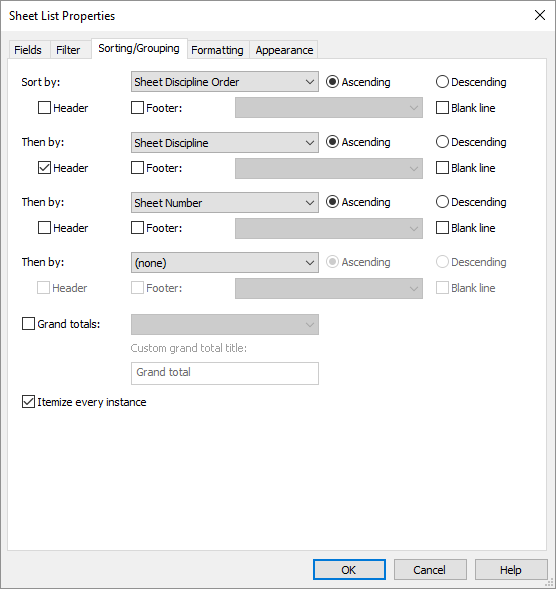 Sheet List Properties
Fields Filter Sorting/Grouping Formatting Appearance
Sort by: Sheet Discipline Order Ascending Descending
Header Footer: Blank line
Then by: Sheet Discipline Ascending Descending
Header Footer: Blank line
Then by: Sheet Number Ascending Descending
Header Footer: Blank line
Then by: (none) Ascending Descending
Header Footer: Blank line
Grand totals:
Custom grand total title:
Grand total
Itemize every instance
OK Cancel Help